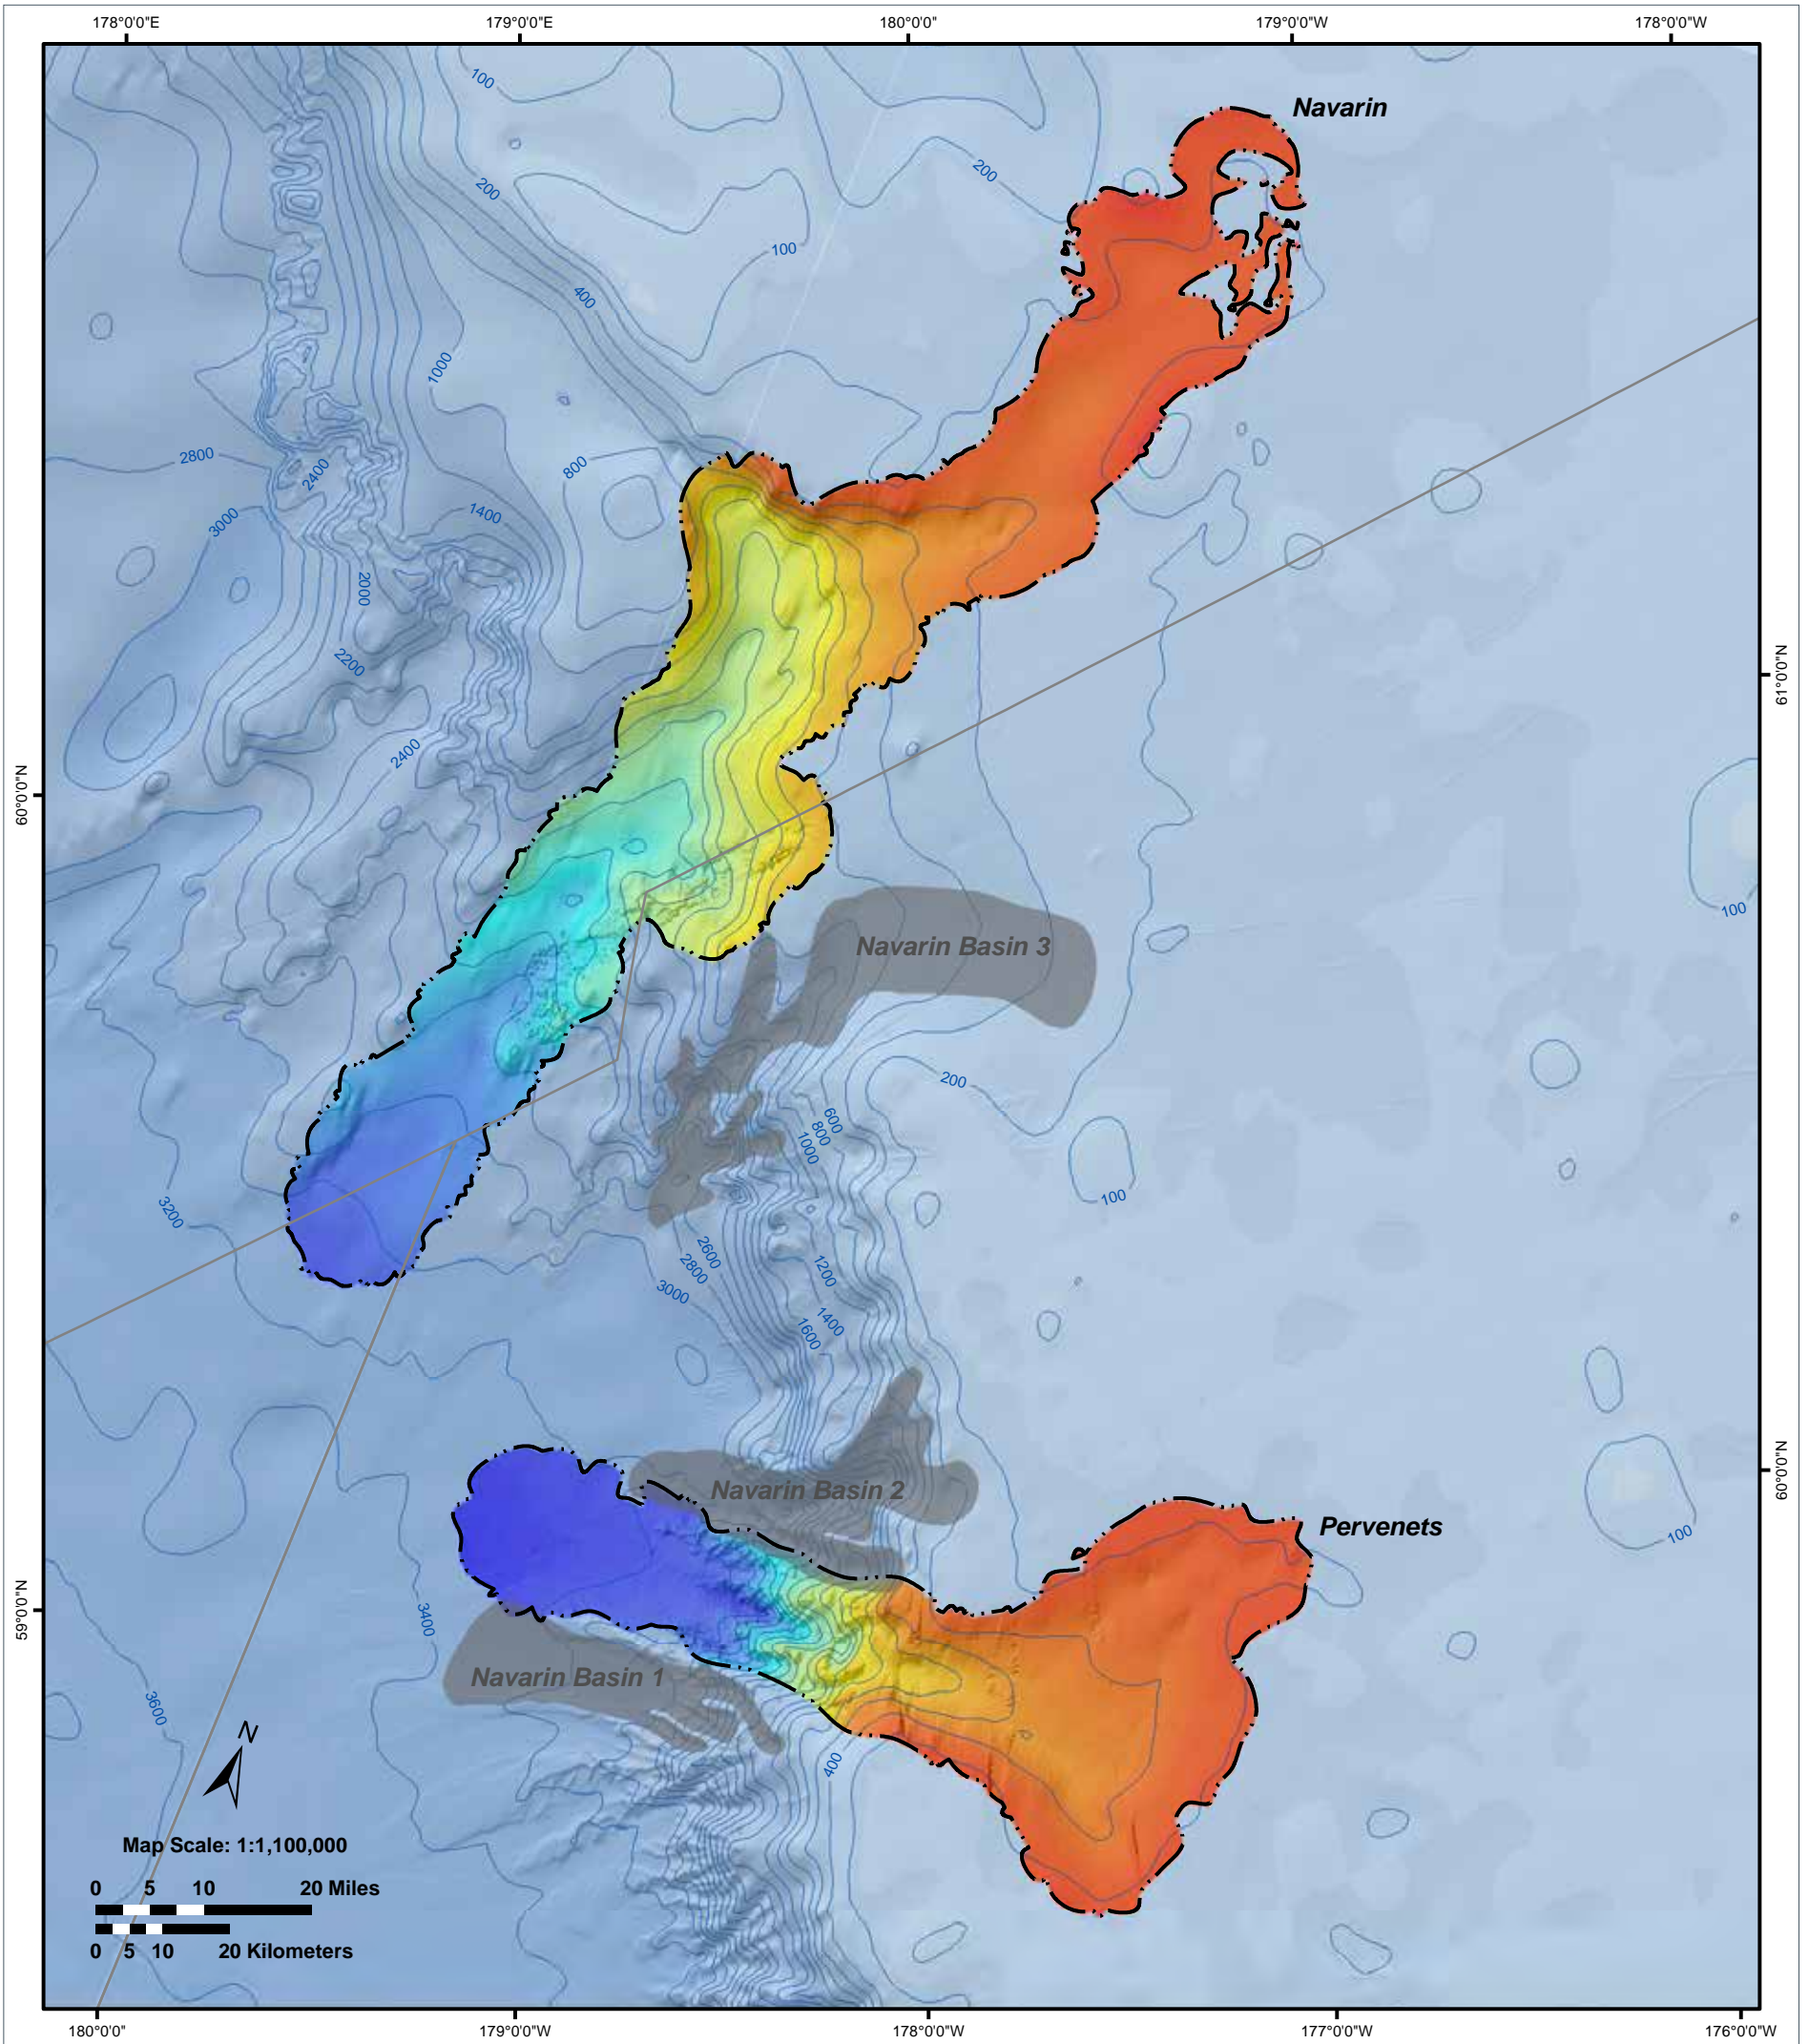 178°0'0"E 179°0'0"E 180°0'0" 179°0'0"W 178°0'0"W
100
Navarin
200
200
100
400
1000
2800
2400
800
3000
1400
2000
2200
61°0'0"N
2400
60°0'0"N
100
Navarin Basin 3
200
600
800
1000
100
3200
2600
2800
3000
1200
1400
1600
60°0'0"N
Navarin Basin 2
Pervenets
100
59°0'0"N
3400
Navarin Basin 1
3600
N
400
Map Scale: 1:1,100,000
0 5 10 20 Miles
0 5 10 20 Kilometers
180°0'0" 179°0'0"W 178°0'0"W 177°0'0"W 176°0'0"W